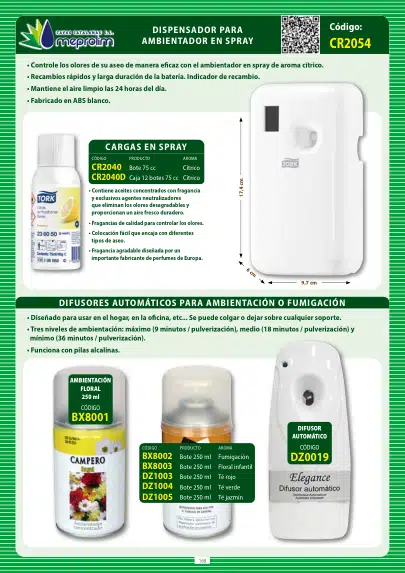 CAYSE CATALANAS S.L.
meprolim
DISPENSADOR PARA
AMBIENTADOR EN SPRAY
Código:
CR2054
• Controle los olores de su aseo de manera eficaz con el ambientador en spray de aroma cítrico.
• Recambios rápidos y larga duración de la batería. Indicador de recambio.
• Mantiene el aire limpio las 24 horas del día.
• Fabricado en ABS blanco.
CARGAS EN SPRAY
CÓDIGO PRODUCTO AROMA
CR2040 Bote 75 cc Cítrico
CR2040D Caja 12 botes 75 cc Cítrico
• Contiene aceites concentrados con fragancia
y exclusivos agentes neutralizadores
que eliminan los olores desagradables y
proporcionan un aire fresco duradero.
• Fragancias de calidad para controlar los olores.
• Colocación fácil que encaja con diferentes
tipos de aseo.
• Fragancia agradable diseñada por un
importante fabricante de perfumes de Europa.
TORK
23 60 50
TORK
17,4 cm
6 cm
9,7 cm
DIFUSORES AUTOMÁTICOS PARA AMBIENTACIÓN O FUMIGACIÓN
• Diseñado para usar en el hogar, en la oficina, etc... Se puede colgar o dejar sobre cualquier soporte.
• Tres niveles de ambientación: máximo (9 minutos / pulverización), medio (18 minutos / pulverización) y
mínimo (36 minutos / pulverización).
• Funciona con pilas alcalinas.
AMBIENTACIÓN
FLORAL
250 ml
CÓDIGO
BX8001
CAMPERO
floral
CÓDIGO PRODUCTO AROMA
BX8002 Bote 250 ml Fumigación
BX8003 Bote 250 ml Floral infantil
DZ1003 Bote 250 ml Té rojo
DZ1004 Bote 250 ml Té verde
DZ1005 Bote 250 ml Té jazmin
DIFUSOR
AUTOMÁTICO
CÓDIGO
DZ0019
Elegance
Difusor automático